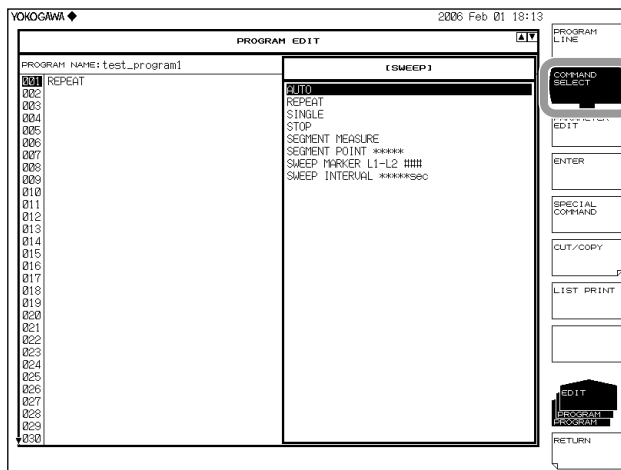 YOKOGAWA
2006 Feb 01 18:13
PROGRAM EDIT
PROGRAM NAME:test_program1
001 REPEAT
002
003
004
005
006
007
008
009
010
011
012
013
014
015
016
017
018
019
020
021
022
023
024
025
026
027
028
029
030
[SWEEP]
AUTO
REPEAT
SINGLE
STOP
SEGMENT MEASURE
SEGMENT POINT *****
SWEEP MARKER L1-L2 ###
SWEEP INTERVAL *****sec
PROGRAM
LINE
COMMAND
SELECT
PARAMETER
EDIT
ENTER
SPECIAL
COMMAND
CUT/COPY
LIST PRINT
EDIT
PROGRAM
PROGRAM
RETURN